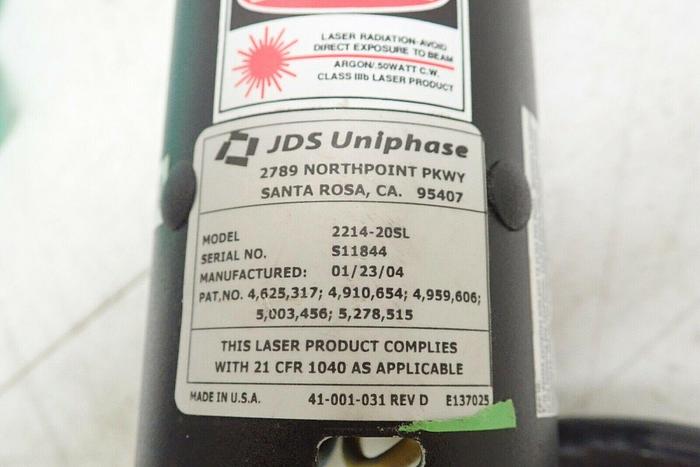 LASER RADIATION-AVOID
DIRECT EXPOSURE TO BEAM
ARGON/.50WATT C.W.
CLASS IIIb LASER PRODUCT
JDS Uniphase
2789 NORTHPOINT PKWY
SANTA ROSA, CA. 95407
MODEL 2214-20SL
SERIAL NO. S11844
MANUFACTURED: 01/23/04
PAT,NO. 4,625,317; 4,910,654; 4,959,606;
5,003,456; 5,278,515
THIS LASER PRODUCT COMPLIES
WITH 21 CFR 1040 AS APPLICABLE
MADE IN U.S.A. 41-001-031 REV D E137025